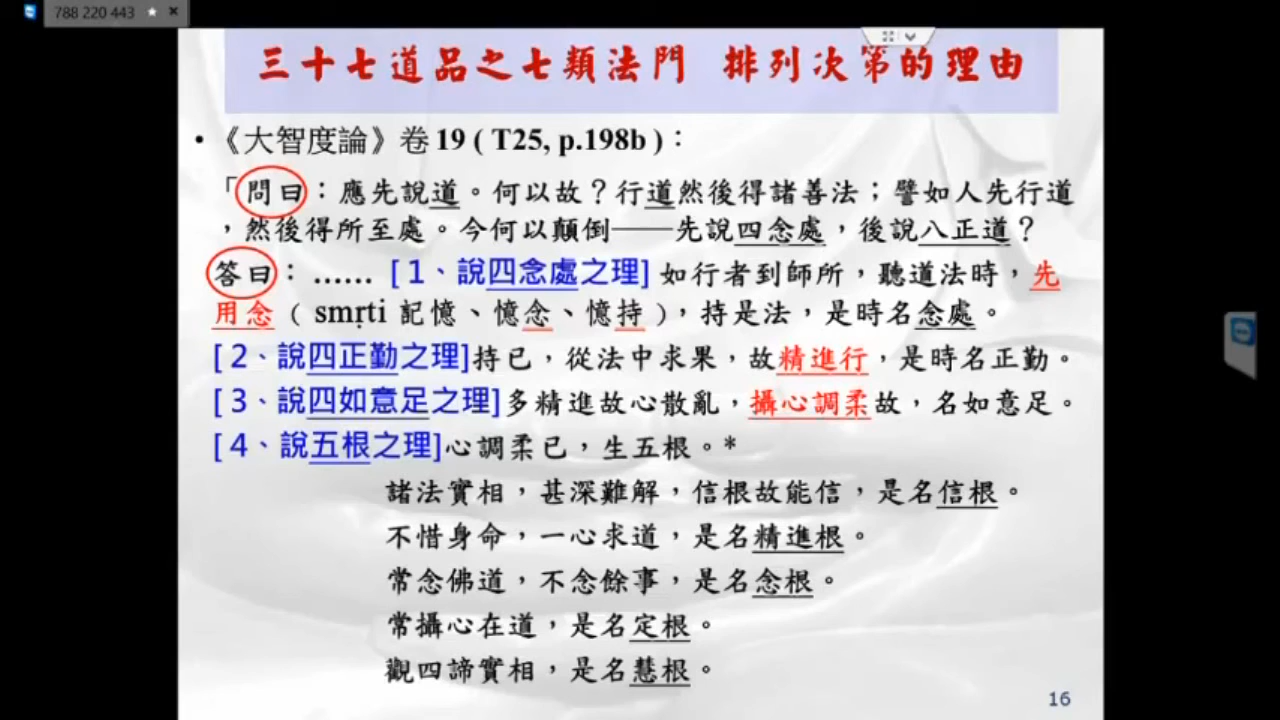 788 220 443
三十七道品之七類法門 排列次第的理由
•《大智度論》卷19 ( T25, p.198b )：
「問曰：應先說道。何以故？行道然後得諸善法；譬如人先行道
，然後得所至處。今何以顛倒——先說四念處，後說八正道？
答曰：…… [1、說四念處之理] 如行者到師所，聽道法時，先
用念（ smṛti 記憶、憶念、憶持），持是法，是時名念處。
[2、說四正勤之理]持已，從法中求果，故精進行，是時名正勤。
[3、說四如意足之理]多精進故心散亂，攝心調柔故，名如意足。
[4、說五根之理]心調柔已，生五根。*
諸法實相，甚深難解，信根故能信，是名信根。
不惜身命，一心求道，是名精進根。
常念佛道，不念餘事，是名念根。
常攝心在道，是名定根。
觀四諦實相，是名慧根。
16